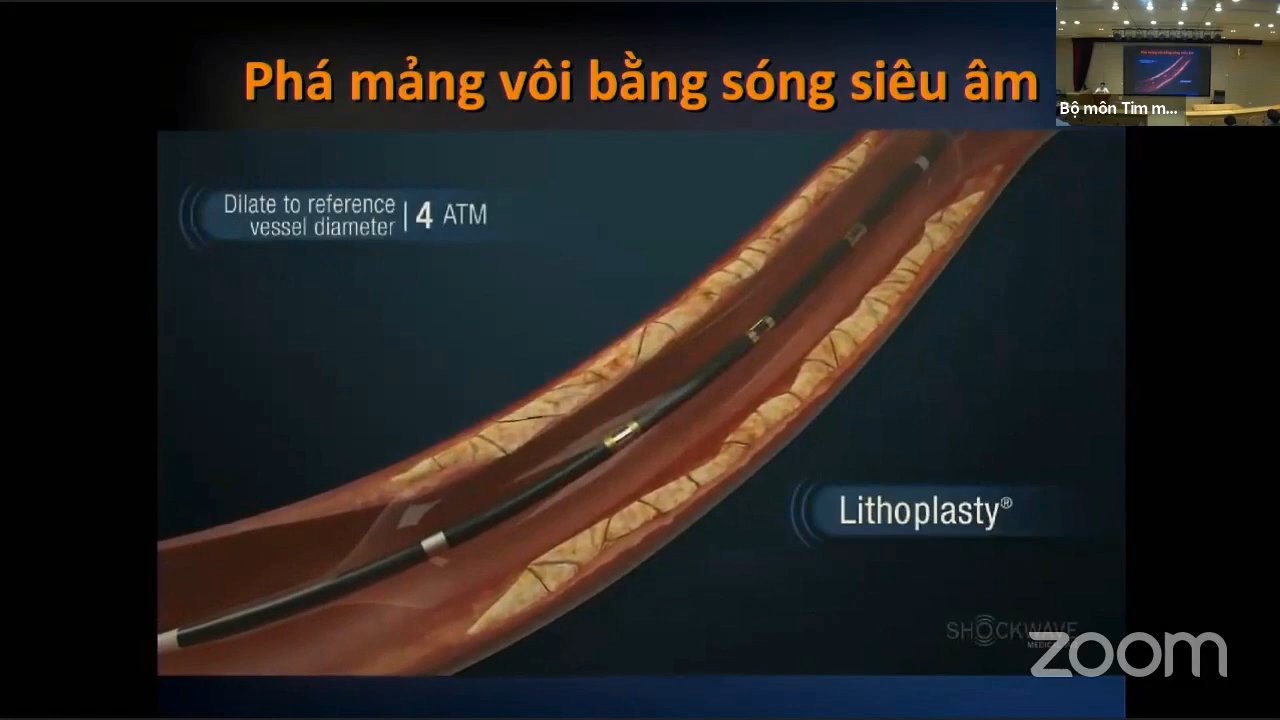 Phá mảng vôi bằng sóng siêu âm
Bộ môn Tim m...
Dilate to reference
vessel diameter | 4 ATM
Lithoplasty®
SHOCKWAVE
MEDICAL
zoom